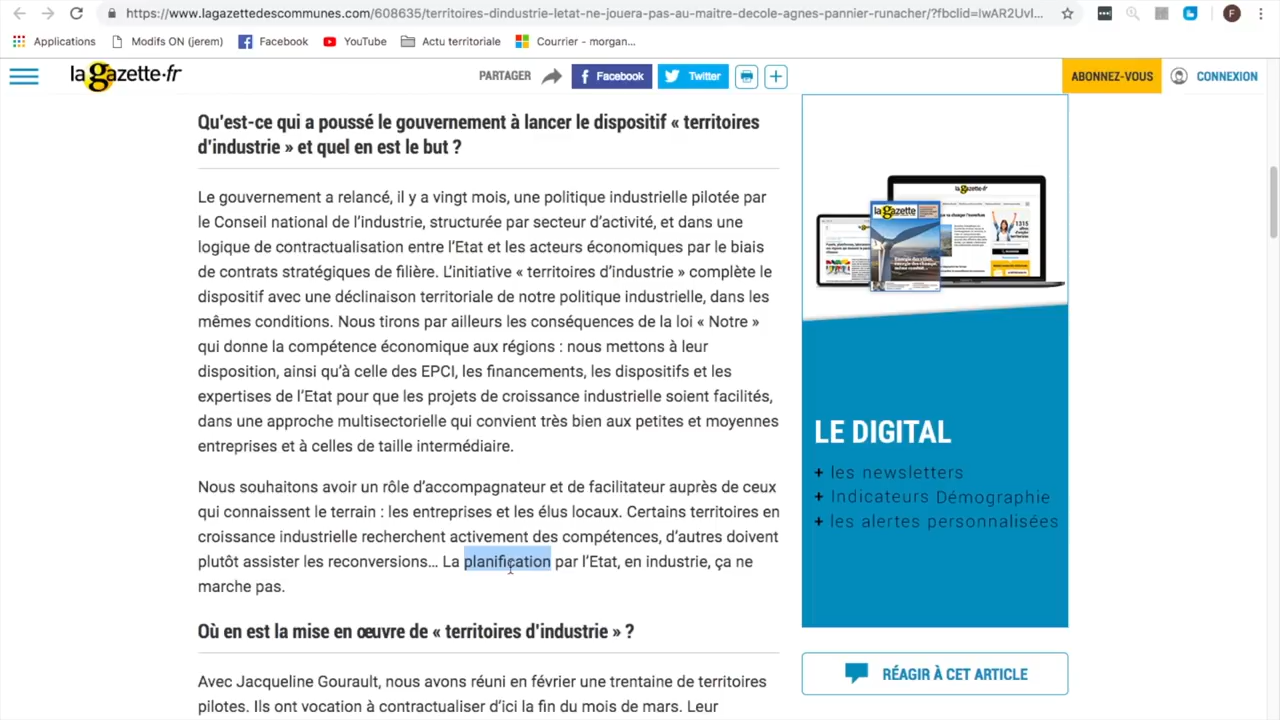 https://www.lagazettedescommunes.com/608635/territoires-dindustrie-letat-ne-jouera-pas-au-maitre-decole-agnes-pannier-runacher/?fbclid=IwAR2UvI...
F
Applications
Modifs ON (jerem)
Facebook
YouTube
Actu territoriale
Courrier - morgan...
la gazette.fr
PARTAGER
Facebook
Twitter
ABONNEZ-VOUS
CONNEXION
Qu'est-ce qui a poussé le gouvernement à lancer le dispositif « territoires
d'industrie » et quel en est le but ?
Le gouvernement a relancé, il y a vingt mois, une politique industrielle pilotée par
le Conseil national de l'industrie, structurée par secteur d'activité, et dans une
logique de contractualisation entre l'Etat et les acteurs économiques par le biais
de contrats stratégiques de filière. L'initiative « territoires d'industrie » complète le
dispositif avec une déclinaison territoriale de notre politique industrielle, dans les
mêmes conditions. Nous tirons par ailleurs les conséquences de la loi « Notre »
qui donne la compétence économique aux régions : nous mettons à leur
disposition, ainsi qu'à celle des EPCI, les financements, les dispositifs et les
expertises de l'Etat pour que les projets de croissance industrielle soient facilités,
dans une approche multisectorielle qui convient très bien aux petites et moyennes
entreprises et à celles de taille intermédiaire.
Nous souhaitons avoir un rôle d'accompagnateur et de facilitateur auprès de ceux
qui connaissent le terrain : les entreprises et les élus locaux. Certains territoires en
croissance industrielle recherchent activement des compétences, d'autres doivent
plutôt assister les reconversions... La planification par l'Etat, en industrie, ça ne
marche pas.
Où en est la mise en œuvre de « territoires d'industrie » ?
Avec Jacqueline Gourault, nous avons réuni en février une trentaine de territoires
pilotes. Ils ont vocation à contractualiser d'ici la fin du mois de mars. Leur
la gazette.fr
la gazette
LE DIGITAL
+ les newsletters
+ Indicateurs Démographie
+ les alertes personnalisées
RÉAGIR À CET ARTICLE